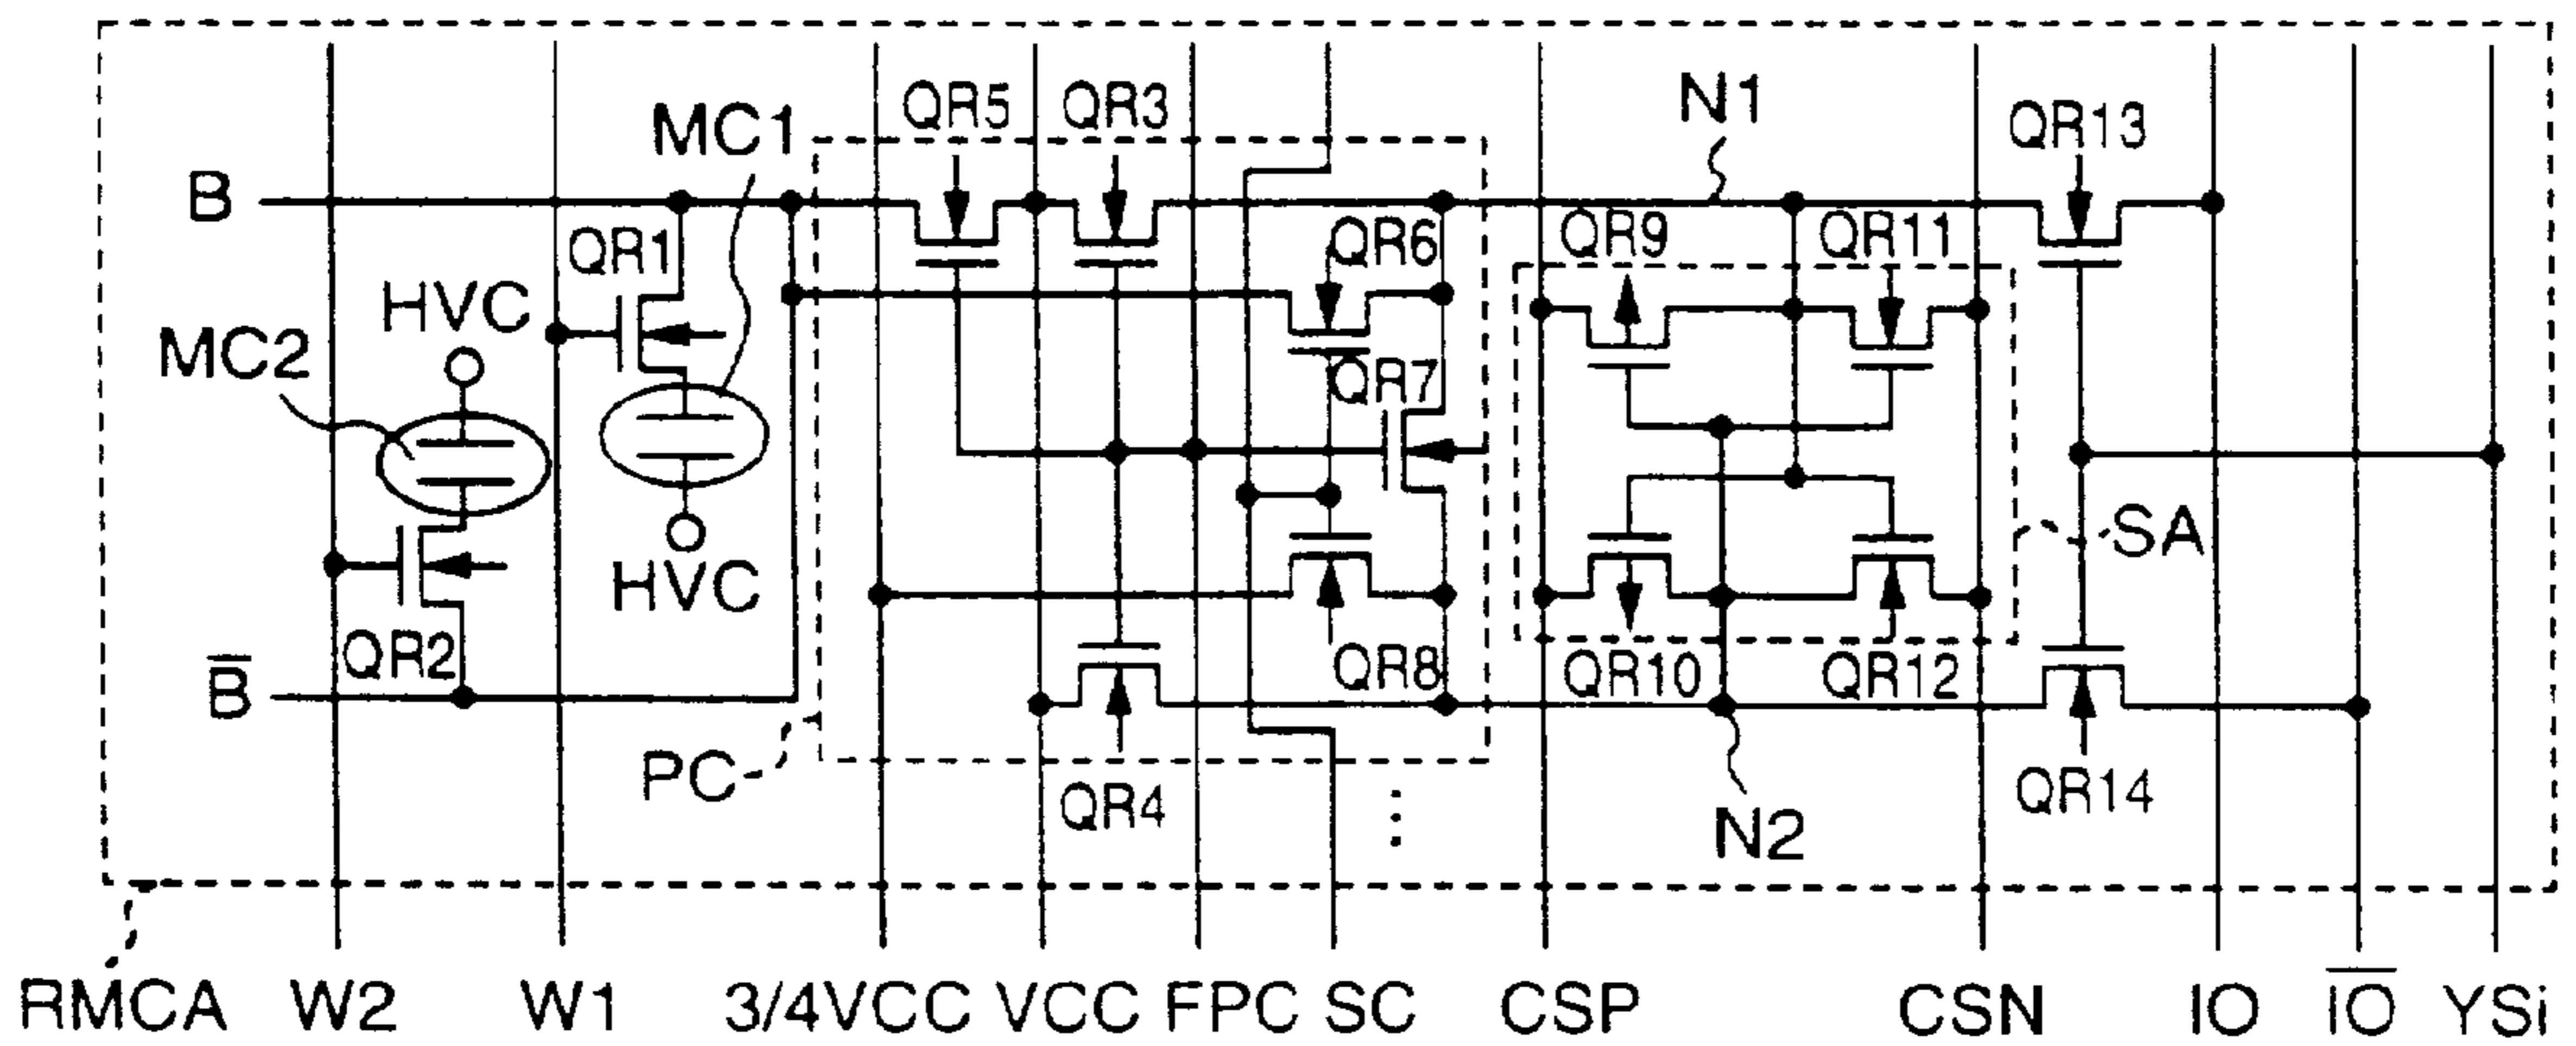 QR5 QR3 N1 QR13
MC1
B
QR1 QR6 QR9 QR11
HVC
MC2 QR7
SA
HVC
QR2 QR8 QR10 QR12
B̅
PC QR4 N2 QR14
RMCA W2 W1 3/4VCC VCC FPC SC CSP CSN IO I̅O̅ YSi